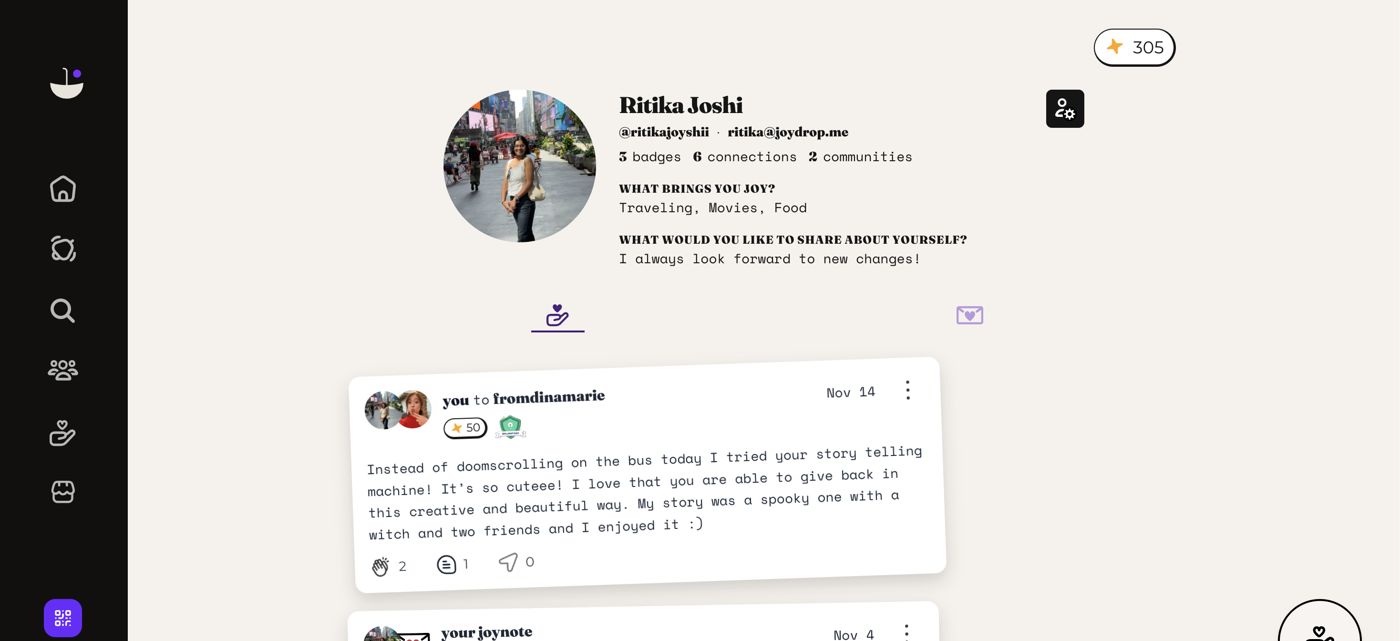 305
Ritika Joshi
@ritikajoyshii · ritika@joydrop.me
3 badges 6 connections 2 communities
WHAT BRINGS YOU JOY?
Traveling, Movies, Food
WHAT WOULD YOU LIKE TO SHARE ABOUT YOURSELF?
I always look forward to new changes!
you to fromdinamarie
Nov 14
50
Instead of doomscrolling on the bus today I tried your story telling
machine! It's so cuteee! I love that you are able to give back in
this creative and beautiful way. My story was a spooky one with a
witch and two friends and I enjoyed it :)
2 1 0
your joynote
Nov 4